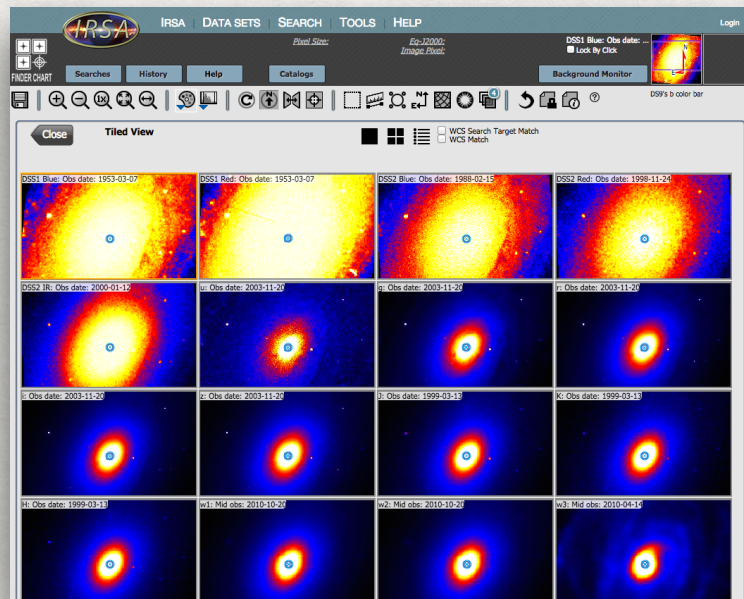 IRSA
IRSA | DATA SETS | SEARCH | TOOLS | HELP
Login
Pixel Size:
Eq-J2000:
Image Pixel:
DSS1 Blue: Obs date: ...
Lock By Click
N
E
FINDER CHART
Searches
History
Help
Catalogs
Background Monitor
DS9's b color bar
Close
Tiled View
WCS Search Target Match
WCS Match
DSS1 Blue: Obs date: 1953-03-07
DSS1 Red: Obs date: 1953-03-07
DSS2 Blue: Obs date: 1988-02-15
DSS2 Red: Obs date: 1998-11-24
DSS2 IR: Obs date: 2000-01-12
u: Obs date: 2003-11-20
g: Obs date: 2003-11-20
r: Obs date: 2003-11-20
i: Obs date: 2003-11-20
z: Obs date: 2003-11-20
J: Obs date: 1999-03-13
K: Obs date: 1999-03-13
H: Obs date: 1999-03-13
w1: Mid obs: 2010-10-20
w2: Mid obs: 2010-10-20
w3: Mid obs: 2010-04-14